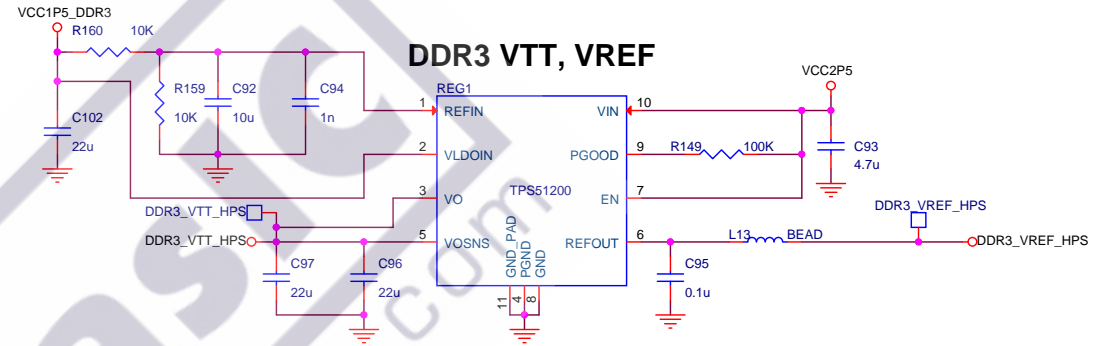 VCC1P5_DDR3
R160 10K
DDR3 VTT, VREF
VCC2P5
REG1
R159
10K
C92
10u
C94
1n
1
REFIN
VIN
10
C102
22u
2
VLDOIN
PGOOD
9
R149 100K
C93
4.7u
3
VO
TPS51200
EN
7
DDR3_VTT_HPS
DDR3_VREF_HPS
DDR3_VTT_HPS
5
VOSNS
REFOUT
6
L13 BEAD
DDR3_VREF_HPS
C97
22u
C96
22u
GND_PAD
PGND
GND
C95
0.1u
11
4
8
asic
com